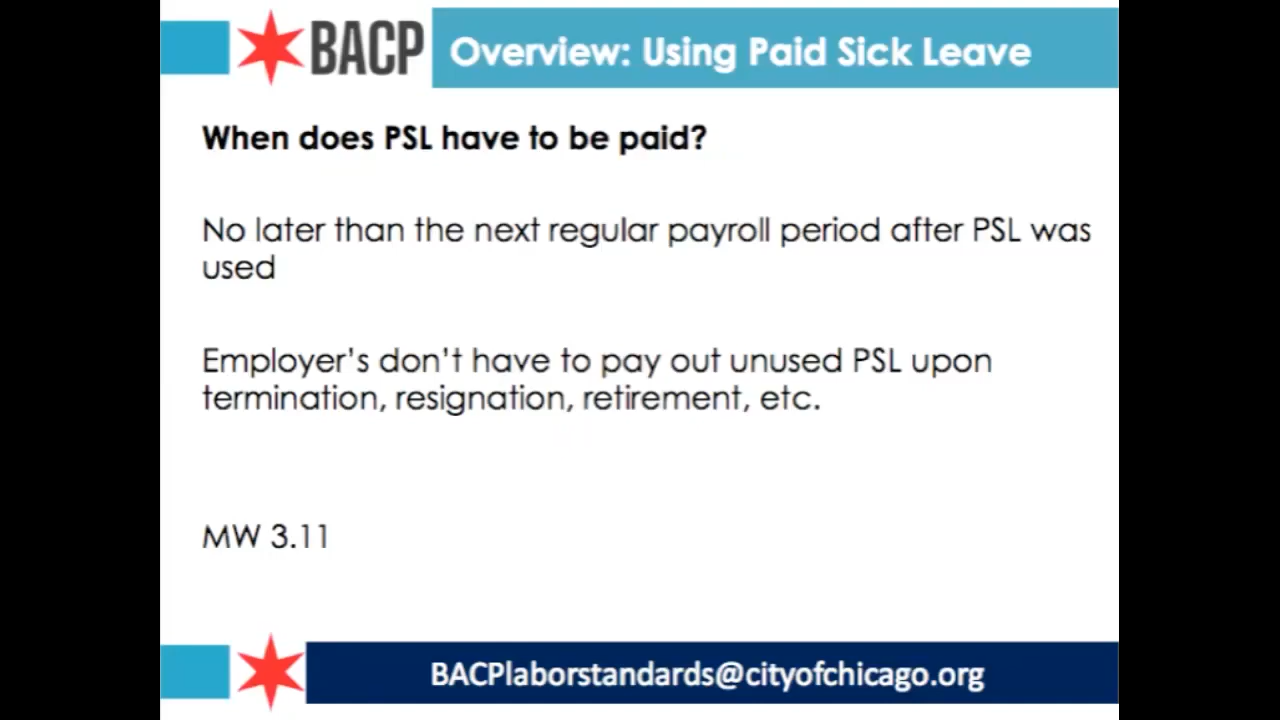 BACP Overview: Using Paid Sick Leave
When does PSL have to be paid?
No later than the next regular payroll period after PSL was
used
Employer's don't have to pay out unused PSL upon
termination, resignation, retirement, etc.
MW 3.11
BACPlaborstandards@cityofchicago.org